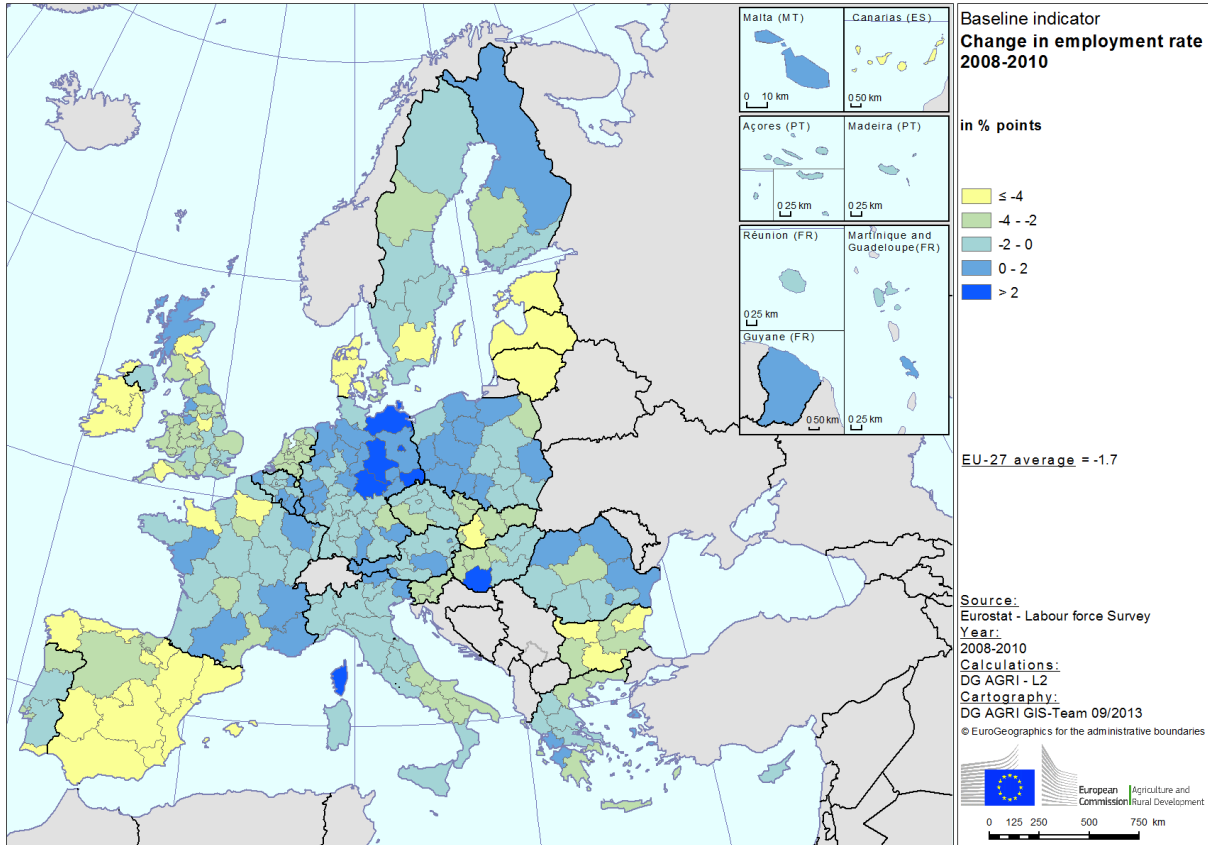 Malta (MT)
0 10 km
Canarias (ES)
0 50 km
Açores (PT)
0 25 km
Madeira (PT)
0 25 km
Réunion (FR)
0 25 km
Martinique and
Guadeloupe(FR)
0 25 km
Guyane (FR)
0 50 km
Baseline indicator
Change in employment rate
2008-2010
in % points
≤ -4
-4 - -2
-2 - 0
0 - 2
> 2
EU-27 average = -1.7
Source:
Eurostat - Labour force Survey
Year:
2008-2010
Calculations:
DG AGRI - L2
Cartography:
DG AGRI GIS-Team 09/2013
© EuroGeographics for the administrative boundaries
European
Commission
Agriculture and
Rural Development
0 125 250 500 750 km